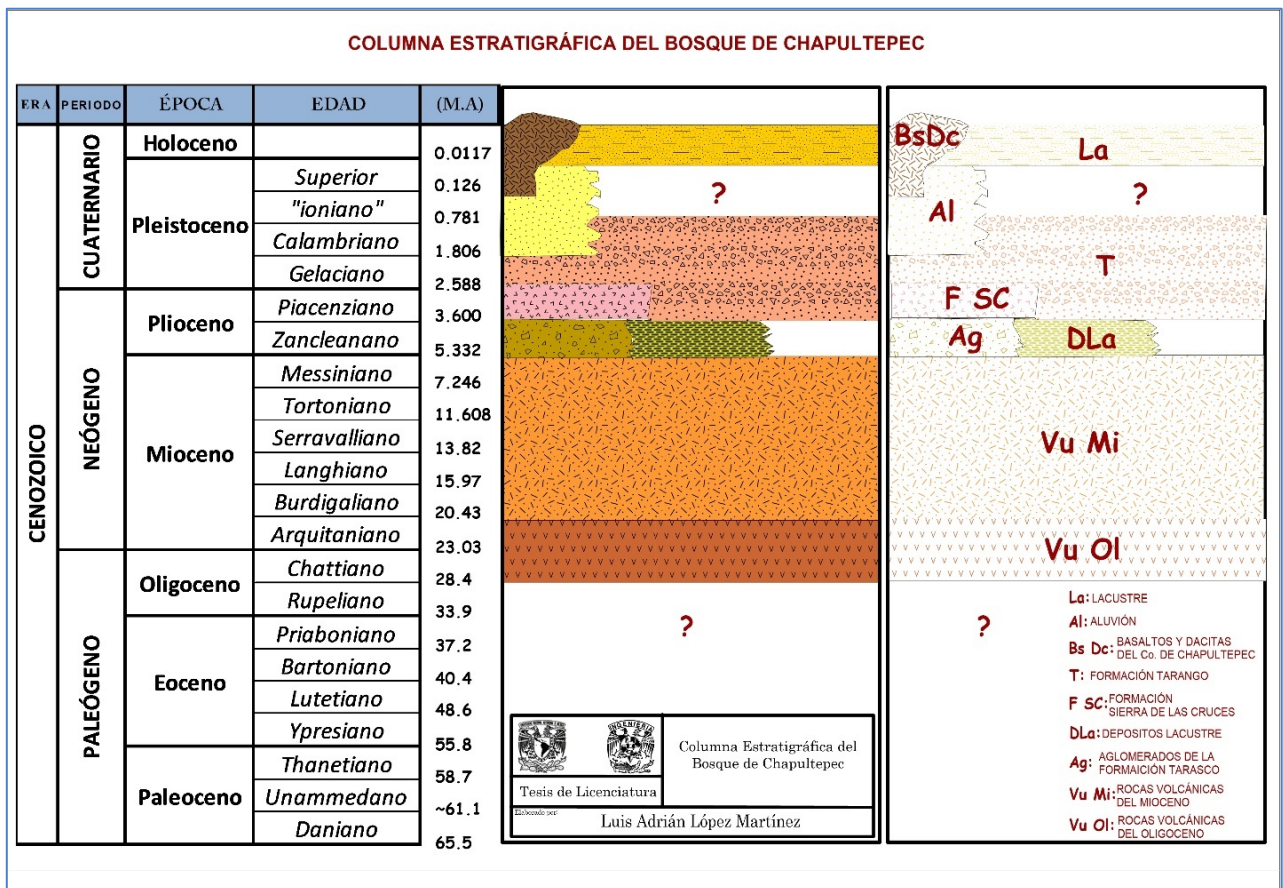 COLUMNA ESTRATIGRÁFICA DEL BOSQUE DE CHAPULTEPEC
ERA PERIODO ÉPOCA EDAD (M.A)
CENOZOICO
CUATERNARIO
NEÓGENO
PALEÓGENO
Holoceno
0.0117
Pleistoceno
Superior
0.126
"ioniano"
0.781
Calambriano
1.806
Gelaciano
2.588
Plioceno
Piacenziano
3.600
Zancleanano
5.332
Mioceno
Messiniano
7.246
Tortoniano
11.608
Serravalliano
13.82
Langhiano
15.97
Burdigaliano
20.43
Arquitaniano
23.03
Oligoceno
Chattiano
28.4
Rupeliano
33.9
Eoceno
Priaboniano
37.2
Bartoniano
40.4
Lutetiano
48.6
Ypresiano
55.8
Paleoceno
Thanetiano
58.7
Unammedano
~61.1
Daniano
65.5
?
?
Columna Estratigráfica del
Bosque de Chapultepec
Tesis de Licenciatura
Elaborado por:
Luis Adrián López Martínez
BsDc
La
?
Al
T
F SC
Ag
DLa
Vu Mi
Vu Ol
?
La: LACUSTRE
Al: ALUVIÓN
Bs Dc: BASALTOS Y DACITAS
DEL Co. DE CHAPULTEPEC
T: FORMACIÓN TARANGO
F SC: FORMACIÓN
SIERRA DE LAS CRUCES
DLa: DEPOSITOS LACUSTRE
Ag: AGLOMERADOS DE LA
FORMAICIÓN TARASCO
Vu Mi: ROCAS VOLCÁNICAS
DEL MIOCENO
Vu Ol: ROCAS VOLCÁNICAS
DEL OLIGOCENO